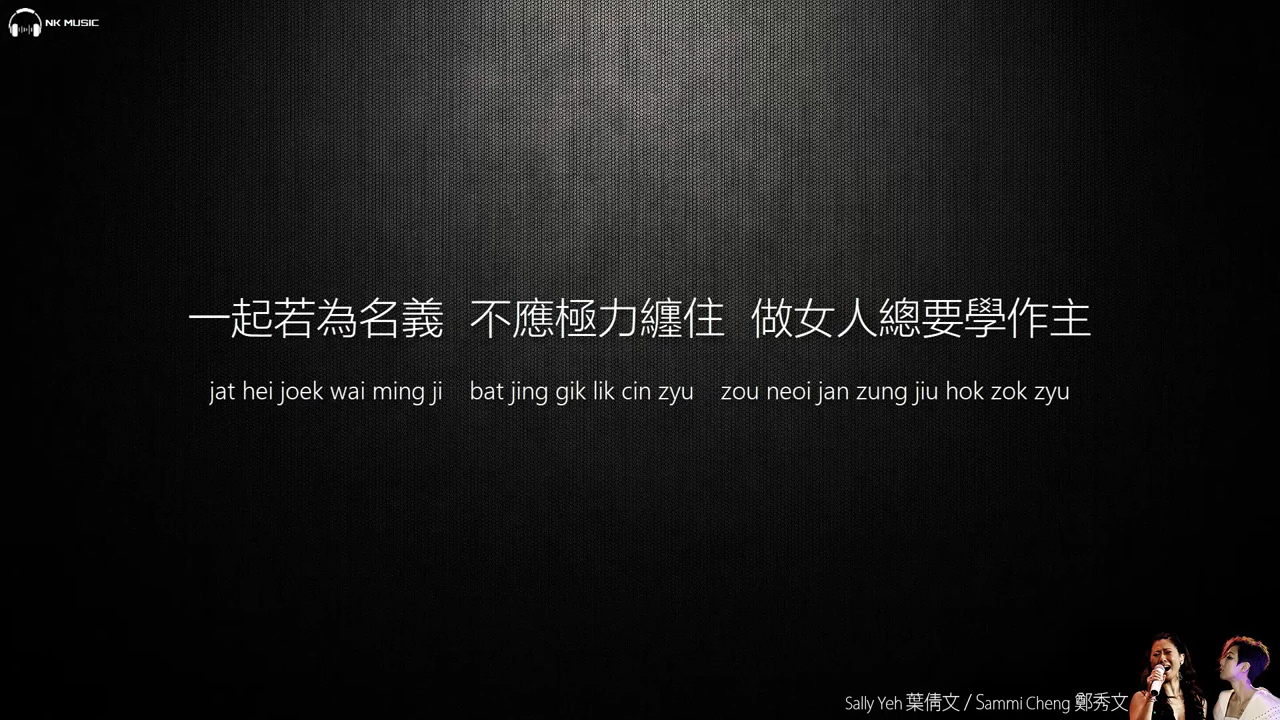 NK MUSIC
一起若為名義 不應極力纏住 做女人總要學作主
jat hei joek wai ming ji bat jing gik lik cin zyu zou neoi jan zung jiu hok zok zyu
Sally Yeh 葉倩文 / Sammi Cheng 鄭秀文